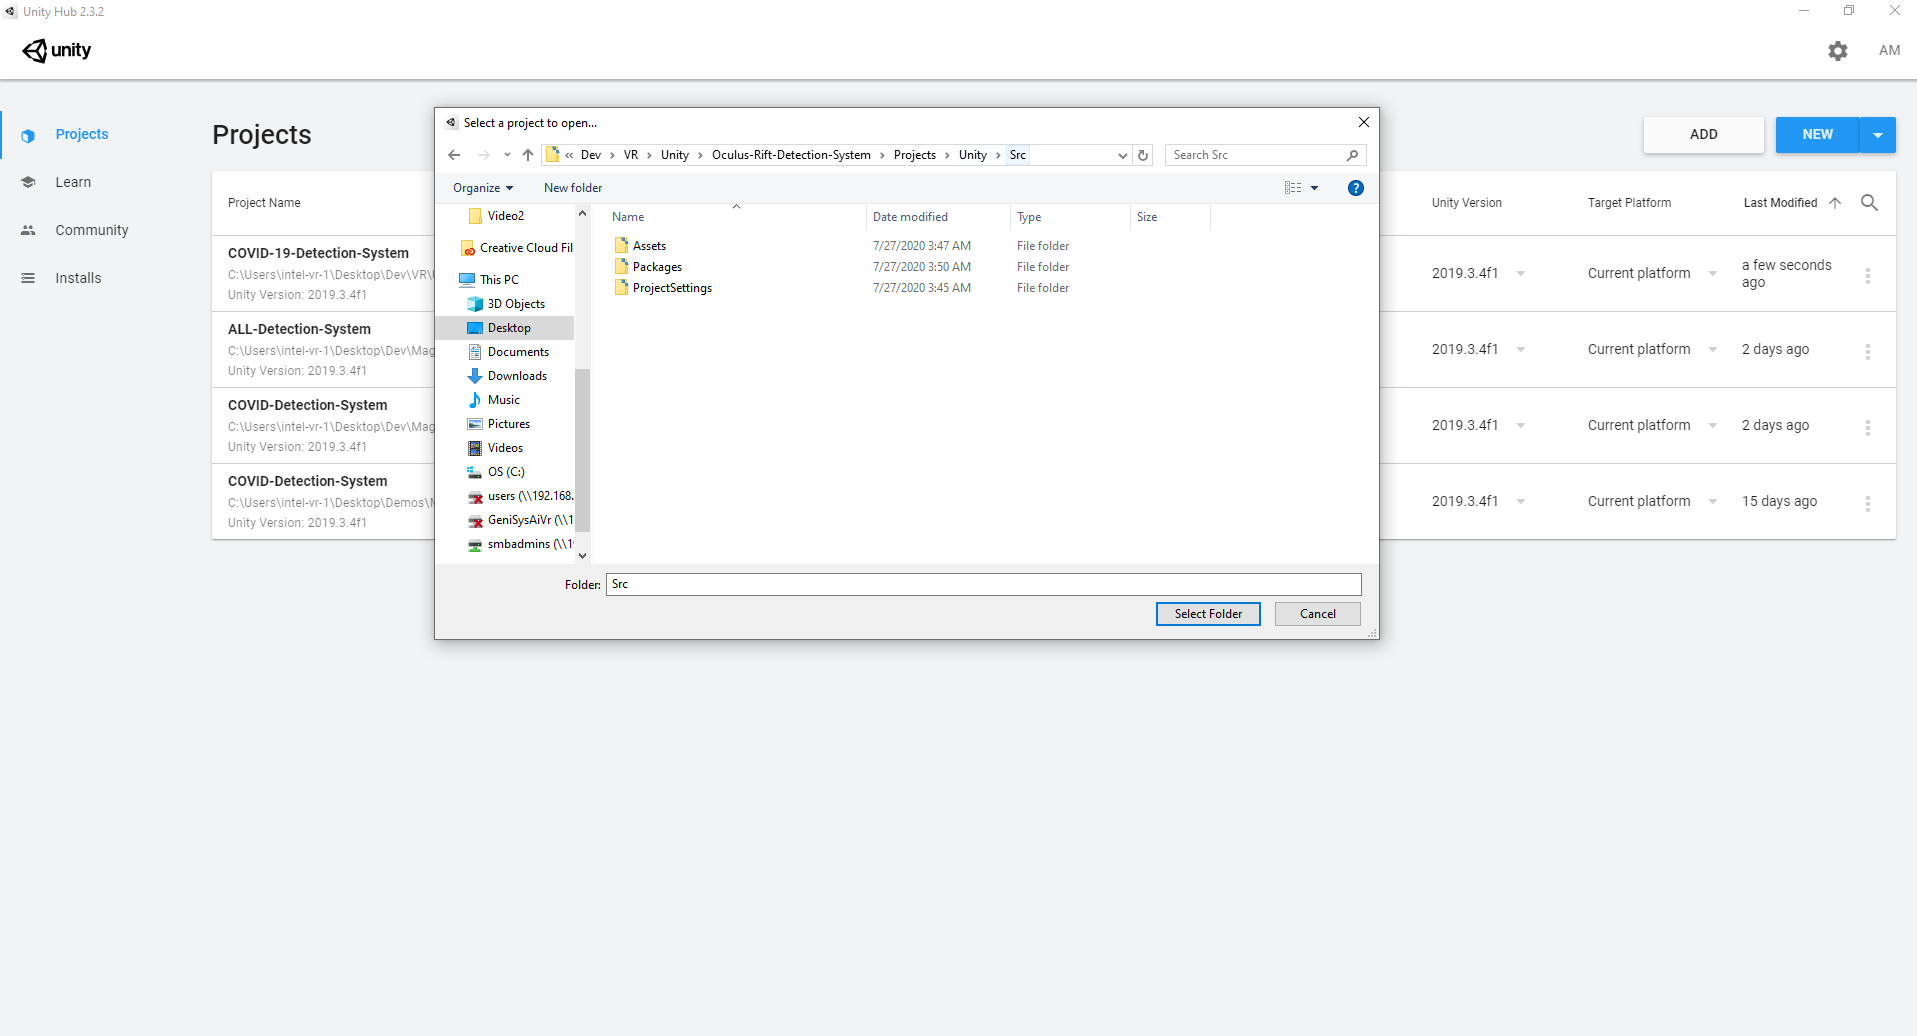 Unity Hub 2.3.2
unity
AM
Projects
Learn
Community
Installs
Projects
ADD
NEW
Project Name
Unity Version
Target Platform
Last Modified
COVID-19-Detection-System
C:\Users\intel-vr-1\Desktop\Dev\VR\
Unity Version: 2019.3.4f1
2019.3.4f1
Current platform
a few seconds
ago
ALL-Detection-System
C:\Users\intel-vr-1\Desktop\Dev\Mag
Unity Version: 2019.3.4f1
2019.3.4f1
Current platform
2 days ago
COVID-Detection-System
C:\Users\intel-vr-1\Desktop\Dev\Mag
Unity Version: 2019.3.4f1
2019.3.4f1
Current platform
2 days ago
COVID-Detection-System
C:\Users\intel-vr-1\Desktop\Demos\
Unity Version: 2019.3.4f1
2019.3.4f1
Current platform
15 days ago
Select a project to open...
« Dev › VR › Unity › Oculus-Rift-Detection-System › Projects › Unity › Src
Search Src
Organize
New folder
?
Video2
Creative Cloud Fil
This PC
3D Objects
Desktop
Documents
Downloads
Music
Pictures
Videos
OS (C:)
users (\\192.168.
GeniSysAiVr (\\1
smbadmins (\\1
Name Date modified Type Size
Assets 7/27/2020 3:47 AM File folder
Packages 7/27/2020 3:50 AM File folder
ProjectSettings 7/27/2020 3:45 AM File folder
Folder: Src
Select Folder
Cancel